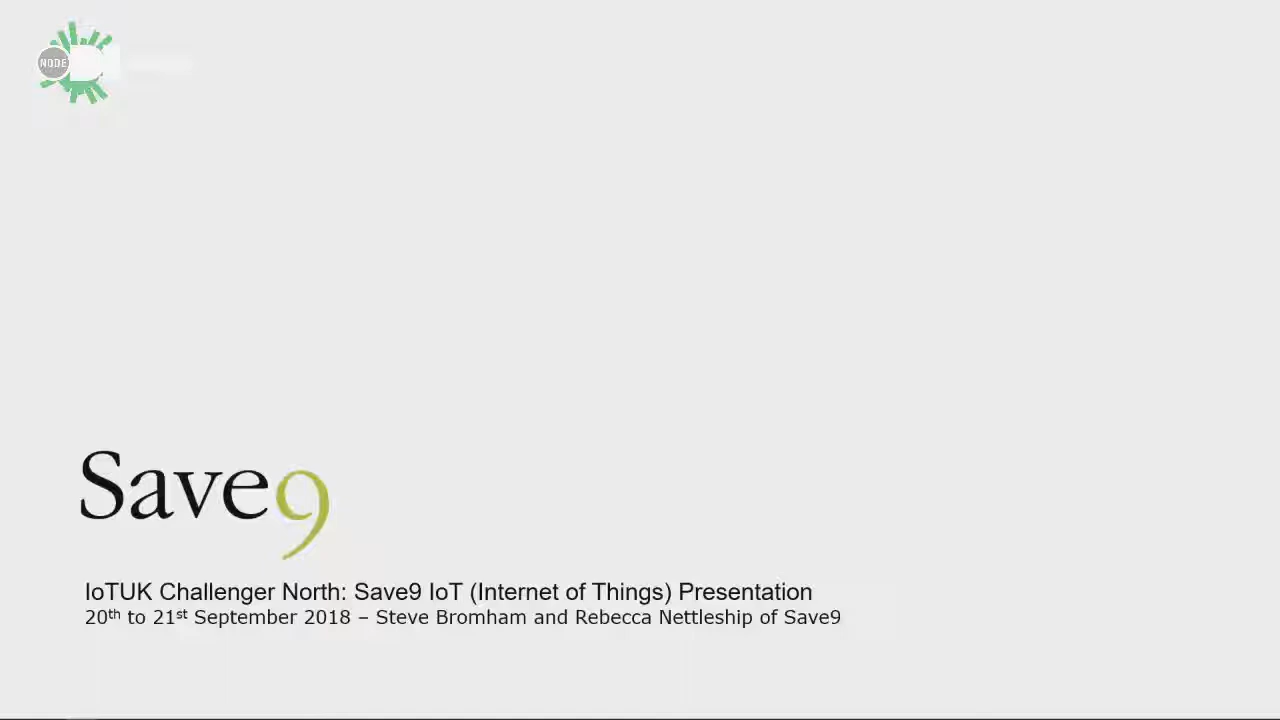 NODE
Save9
IoTUK Challenger North: Save9 IoT (Internet of Things) Presentation
20th to 21st September 2018 – Steve Bromham and Rebecca Nettleship of Save9